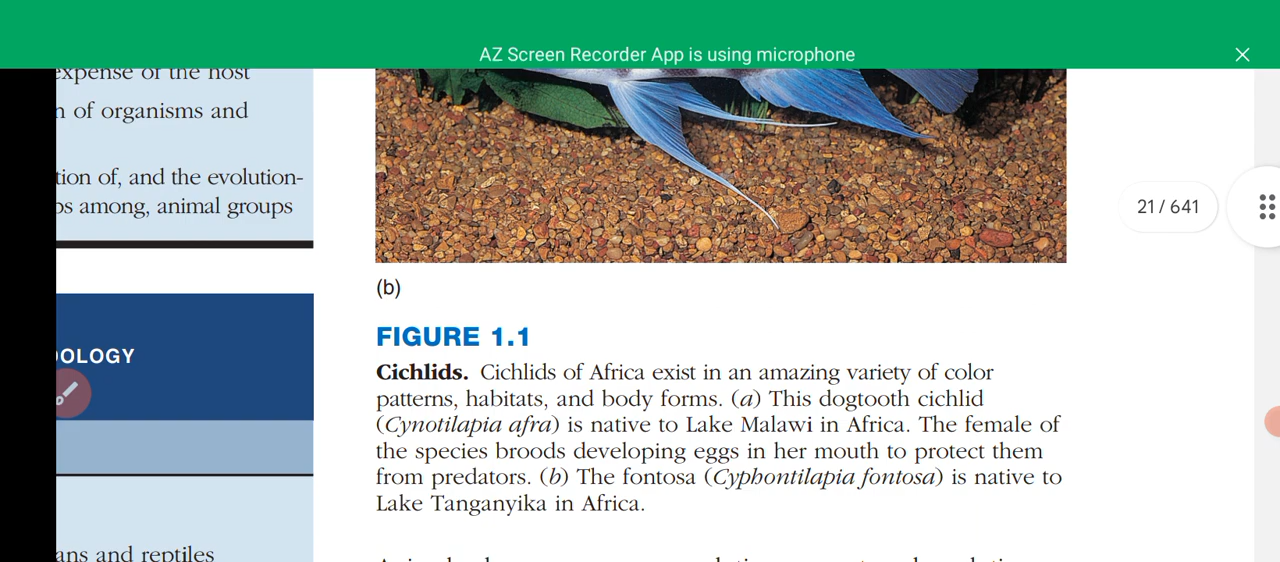 AZ Screen Recorder App is using microphone
expense of the host
n of organisms and
tion of, and the evolution-
among, animal groups
21 / 641
(b)
FIGURE 1.1
OLOGY
Cichlids. Cichlids of Africa exist in an amazing variety of color
patterns, habitats, and body forms. (a) This dogtooth cichlid
(Cynotilapia afra) is native to Lake Malawi in Africa. The female of
the species broods developing eggs in her mouth to protect them
from predators. (b) The fontosa (Cyphontilapia fontosa) is native to
Lake Tanganyika in Africa.
ans and reptiles